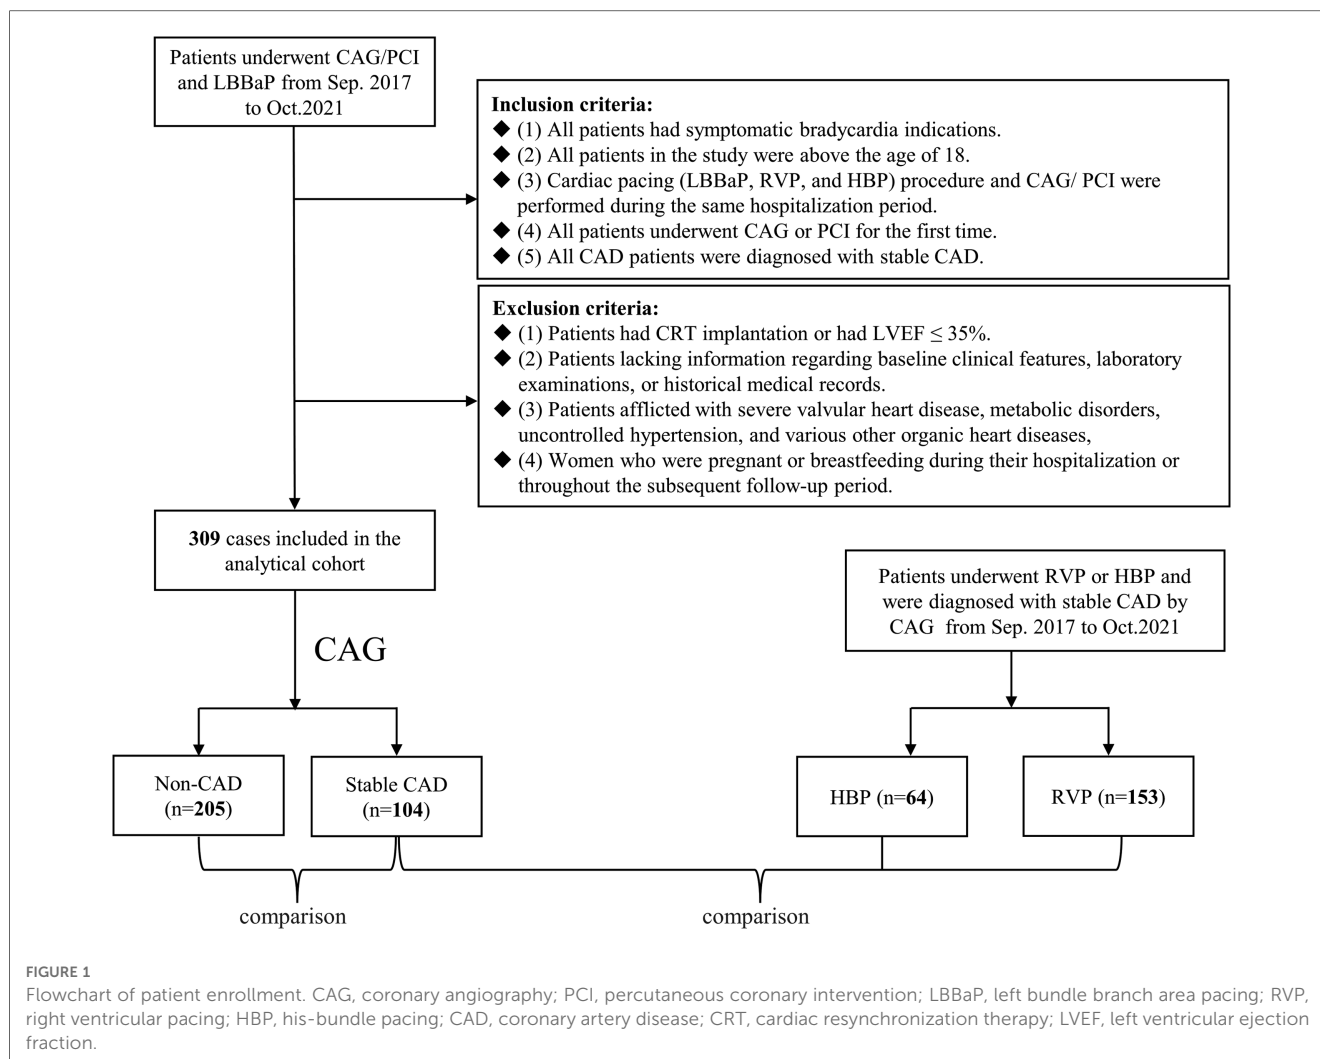 Patients underwent CAG/PCI
and LBBaP from Sep. 2017
to Oct.2021
Inclusion criteria:
◆ (1) All patients had symptomatic bradycardia indications.
◆ (2) All patients in the study were above the age of 18.
◆ (3) Cardiac pacing (LBBaP, RVP, and HBP) procedure and CAG/ PCI were
performed during the same hospitalization period.
◆ (4) All patients underwent CAG or PCI for the first time.
◆ (5) All CAD patients were diagnosed with stable CAD.
Exclusion criteria:
◆ (1) Patients had CRT implantation or had LVEF ≤ 35%.
◆ (2) Patients lacking information regarding baseline clinical features, laboratory
examinations, or historical medical records.
◆ (3) Patients afflicted with severe valvular heart disease, metabolic disorders,
uncontrolled hypertension, and various other organic heart diseases,
◆ (4) Women who were pregnant or breastfeeding during their hospitalization or
throughout the subsequent follow-up period.
309 cases included in the
analytical cohort
CAG
Patients underwent RVP or HBP and
were diagnosed with stable CAD by
CAG from Sep. 2017 to Oct.2021
Non-CAD
(n=205)
Stable CAD
(n=104)
HBP (n=64)
RVP (n=153)
comparison
comparison
FIGURE 1
Flowchart of patient enrollment. CAG, coronary angiography; PCI, percutaneous coronary intervention; LBBaP, left bundle branch area pacing; RVP,
right ventricular pacing; HBP, his-bundle pacing; CAD, coronary artery disease; CRT, cardiac resynchronization therapy; LVEF, left ventricular ejection
fraction.